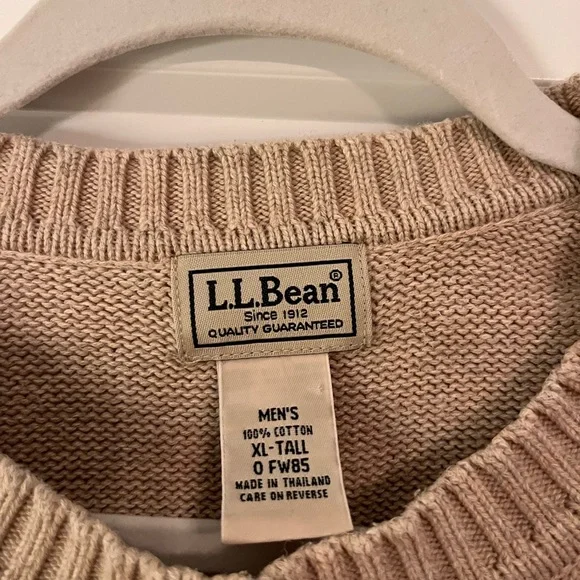 L.L.Bean®
Since 1912
QUALITY GUARANTEED
MEN'S
100% COTTON
XL-TALL
0 FW85
MADE IN THAILAND
CARE ON REVERSE